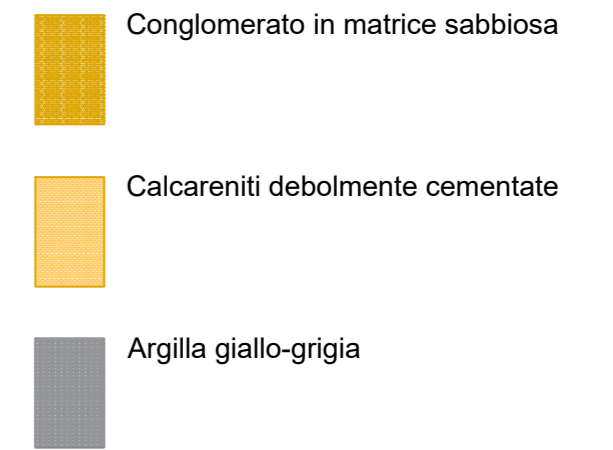 Conglomerato in matrice sabbiosa
Calcareniti debolmente cementate
Argilla giallo-grigia